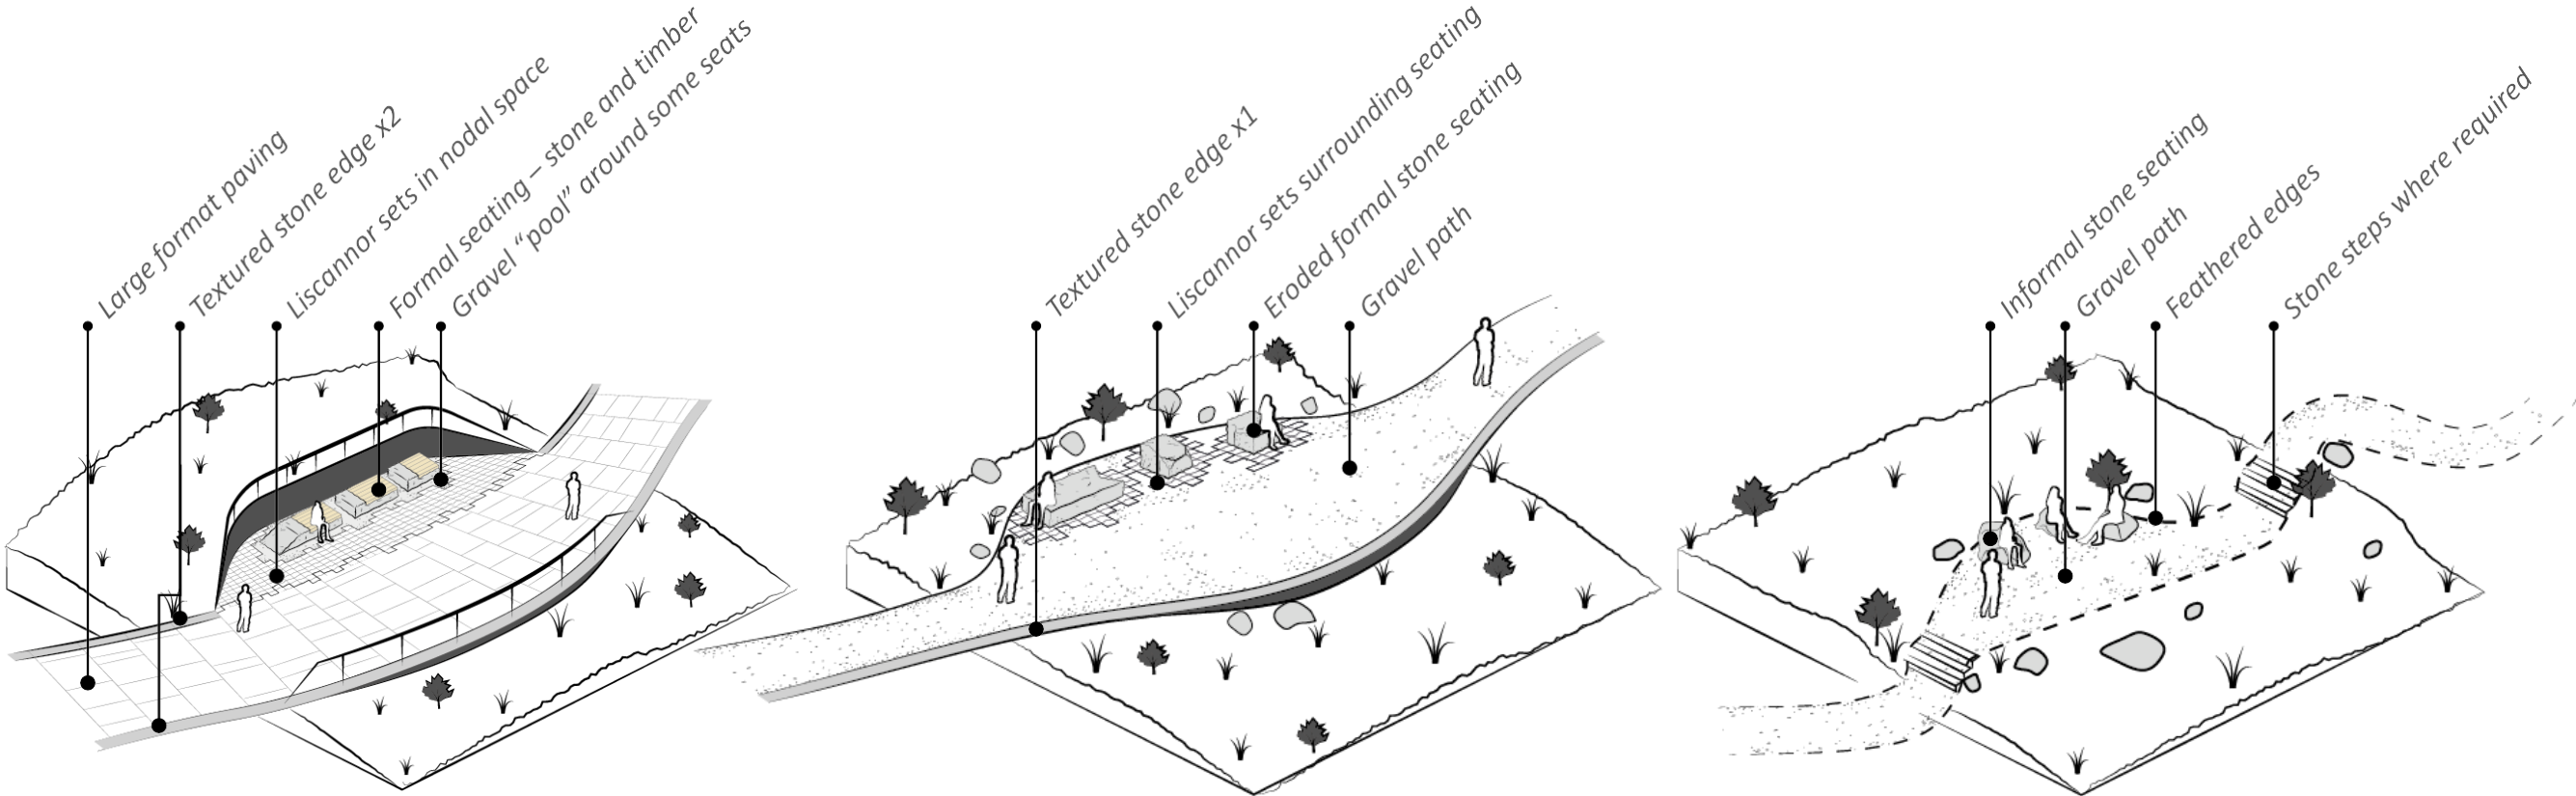 Large format paving
Textured stone edge x2
Liscannor sets in nodal space
Formal seating – stone and timber
Gravel “pool” around some seats
Textured stone edge x1
Liscannor sets surrounding seating
Eroded formal stone seating
Gravel path
Informal stone seating
Gravel path
Feathered edges
Stone steps where required